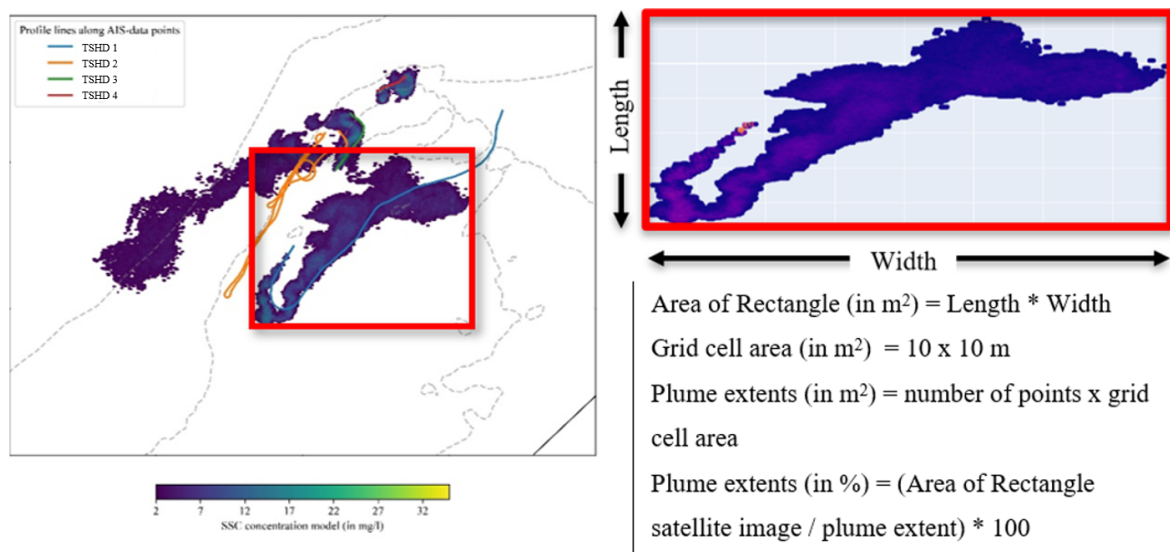 Profile lines along AIS-data points
TSHD 1
TSHD 2
TSHD 3
TSHD 4
2 7 12 17 22 27 32
SSC concentration model (in mg/l)
Length
Width
Area of Rectangle (in m²) = Length * Width
Grid cell area (in m²) = 10 x 10 m
Plume extents (in m²) = number of points x grid
cell area
Plume extents (in %) = (Area of Rectangle
satellite image / plume extent) * 100